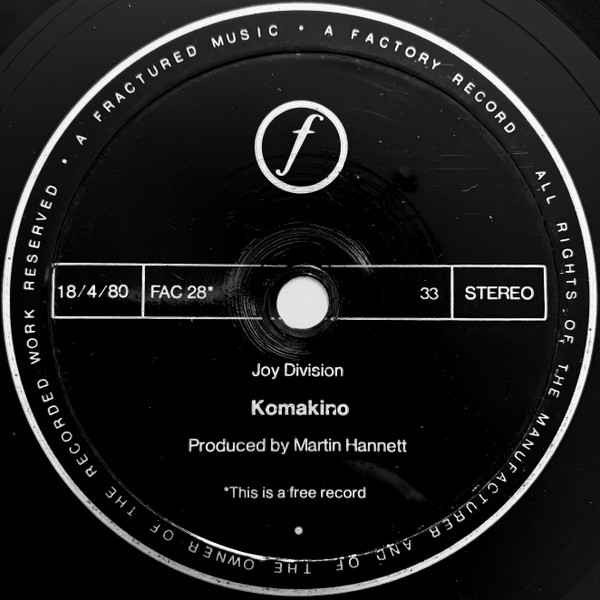 A FRACTURED MUSIC • A FACTORY RECORD
ALL RIGHTS OF THE MANUFACTURER AND OF THE OWNER OF THE RECORDED WORK RESERVED •
f
18/4/80 FAC 28* 33 STEREO
Joy Division
Komakino
Produced by Martin Hannett
*This is a free record